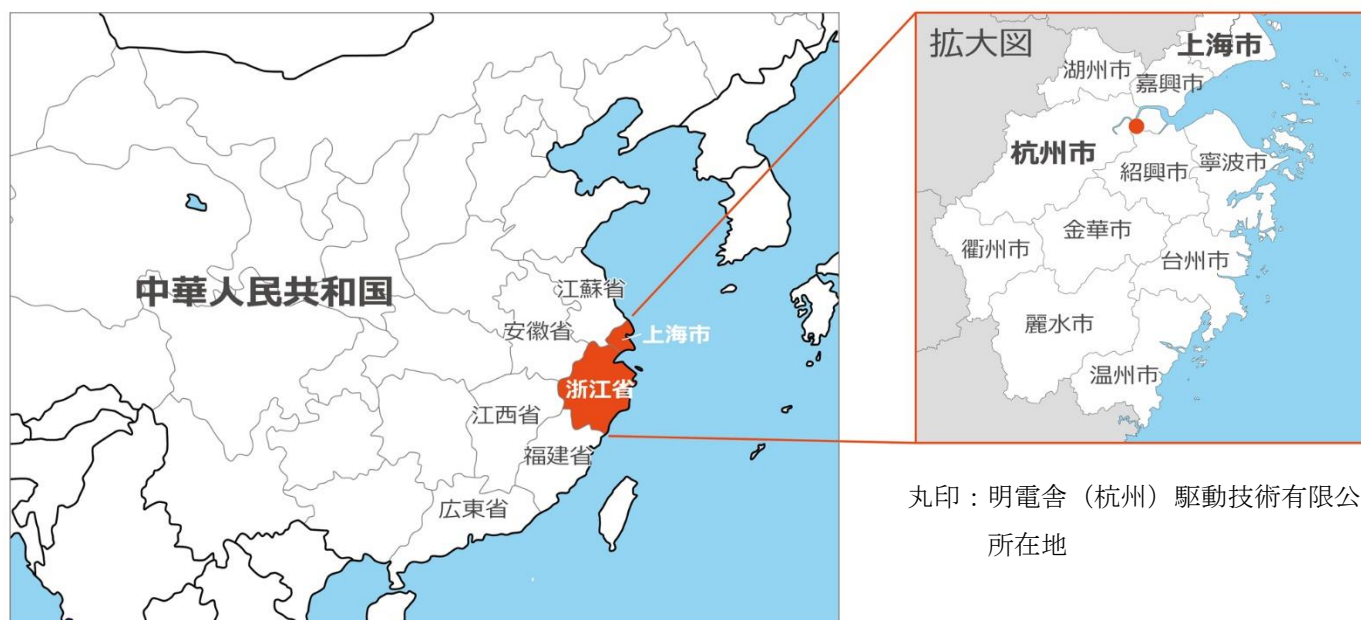 中華人民共和国
江蘇省
安徽省
上海市
浙江省
江西省
福建省
広東省
拡大図
上海市
湖州市
嘉興市
杭州市
紹興市
寧波市
金華市
衢州市
台州市
麗水市
温州市
丸印：明電舎（杭州）駆動技術有限公
所在地